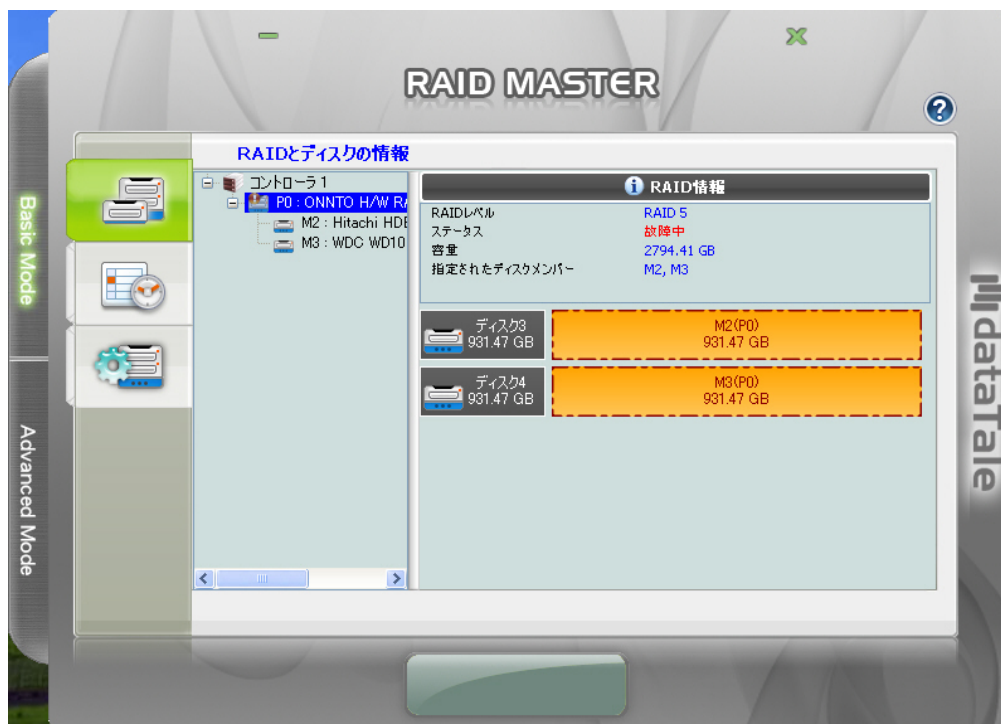 RAID MASTER
?
Basic Mode
Advanced Mode
RAIDとディスクの情報
コントローラ 1
P0 : ONNTO H/W RA
M2 : Hitachi HDE
M3 : WDC WD10
RAID情報
RAIDレベル RAID 5
ステータス 故障中
容量 2794.41 GB
指定されたディスクメンバー M2, M3
ディスク3
931.47 GB
M2(P0)
931.47 GB
ディスク4
931.47 GB
M3(P0)
931.47 GB
dataTale